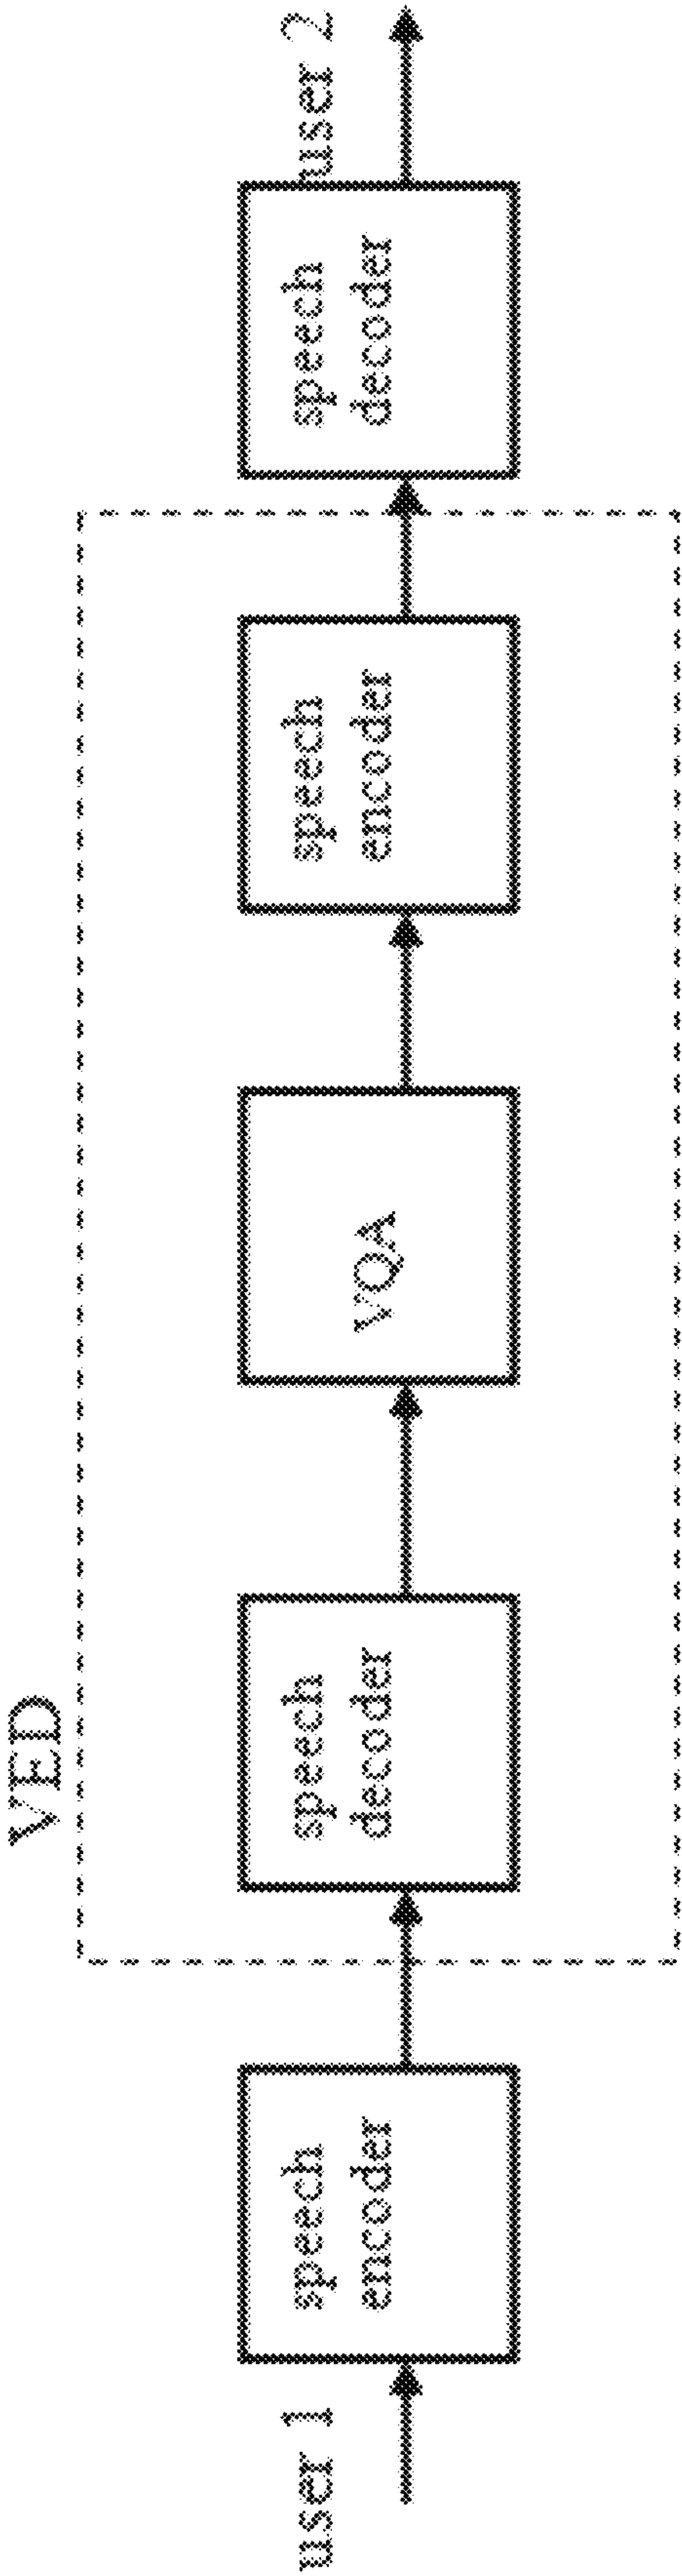 VED
user 1
speech
encoder
speech
decoder
VQA
speech
encoder
speech
decoder
user 2